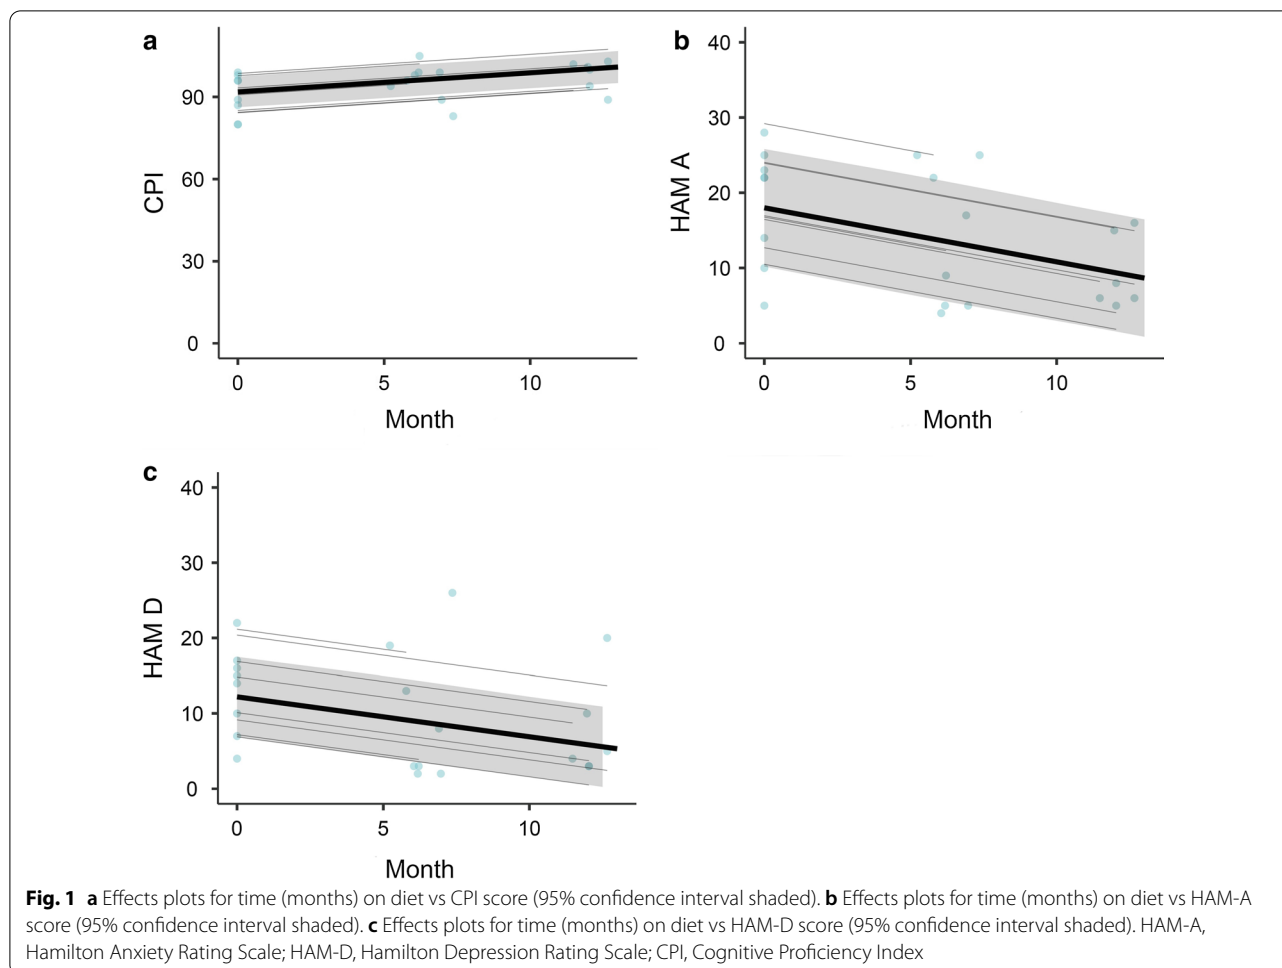 a
CPI
90
60
30
0
0 5 10
Month
b
HAM A
40
30
20
10
0
0 5 10
Month
c
HAM D
40
30
20
10
0
0 5 10
Month
Fig. 1 a Effects plots for time (months) on diet vs CPI score (95% confidence interval shaded). b Effects plots for time (months) on diet vs HAM-A
score (95% confidence interval shaded). c Effects plots for time (months) on diet vs HAM-D score (95% confidence interval shaded). HAM-A,
Hamilton Anxiety Rating Scale; HAM-D, Hamilton Depression Rating Scale; CPI, Cognitive Proficiency Index